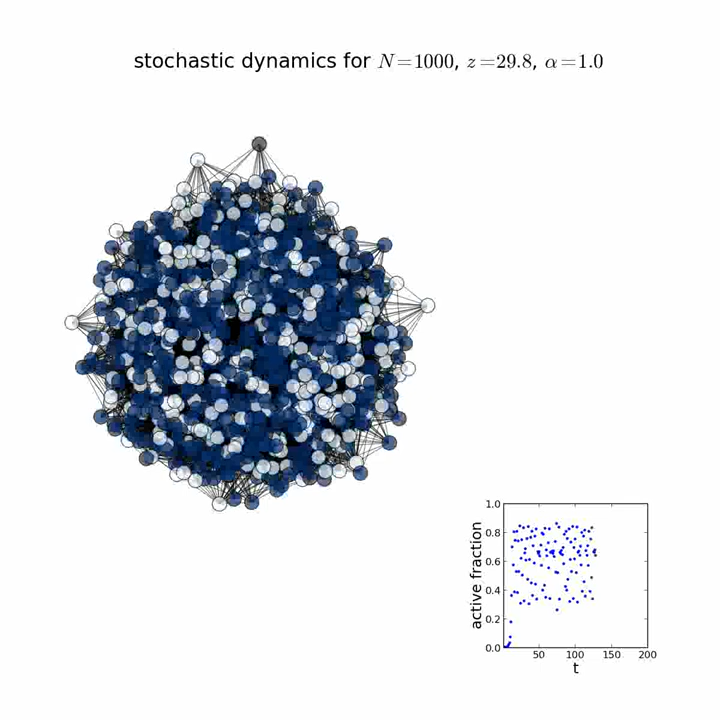 stochastic dynamics for N=1000, z=29.8, α=1.0
1.0
0.8
0.6
0.4
0.2
0.0
active fraction
50 100 150 200
t